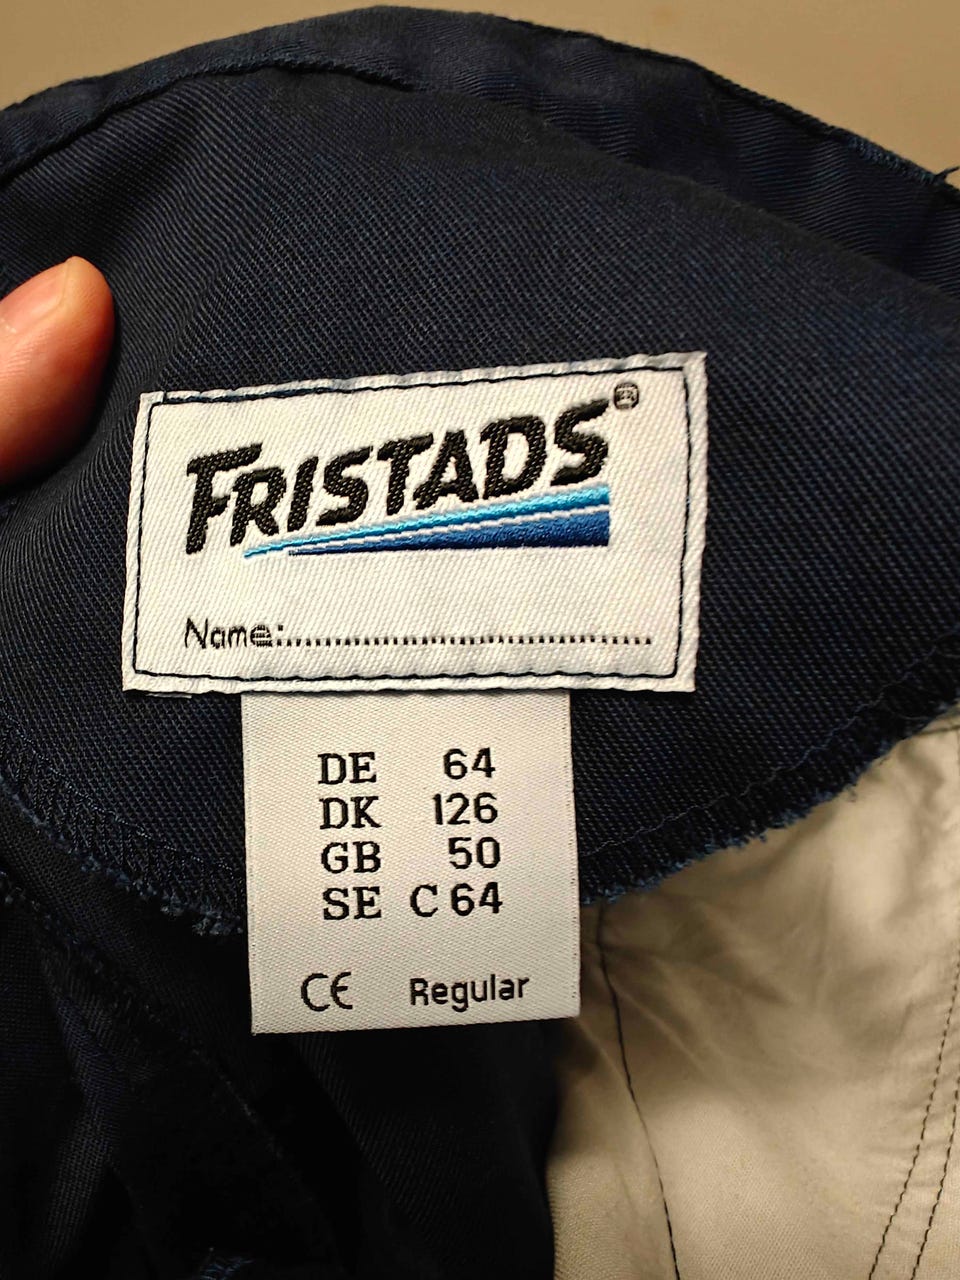 FRISTADS®
Name:....................................................
DE 64
DK 126
GB 50
SE C 64
CE Regular